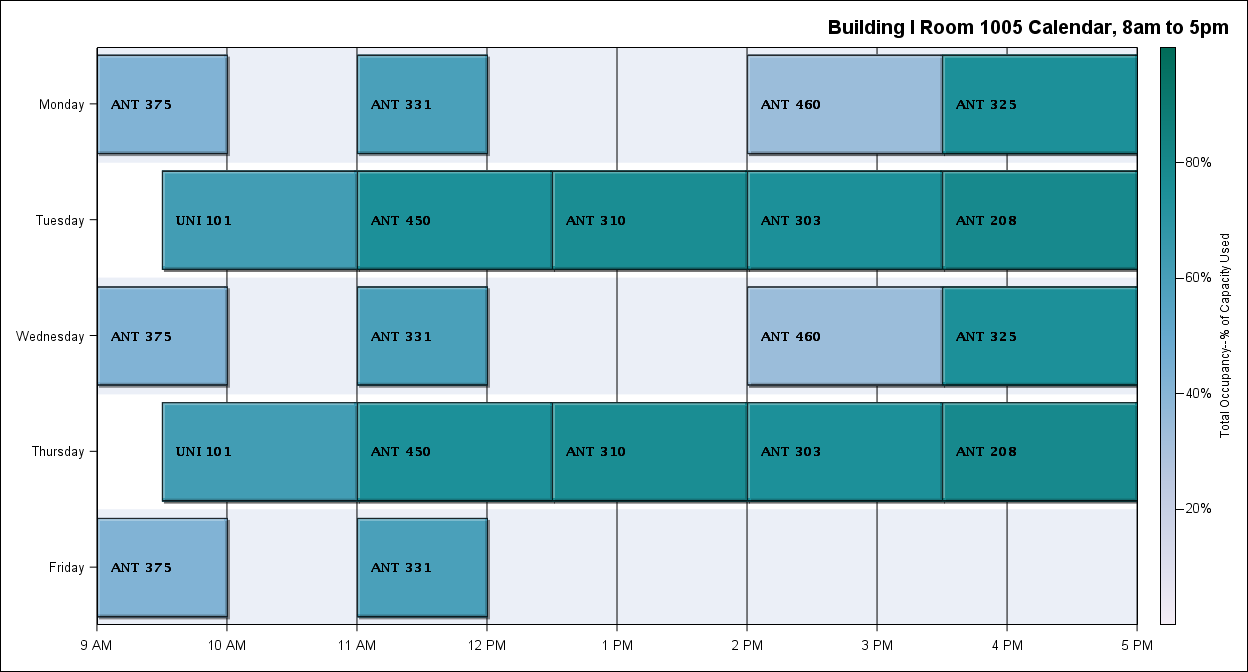 Building I Room 1005 Calendar, 8am to 5pm
Monday
ANT 375
ANT 331
ANT 460
ANT 325
Tuesday
UNI 101
ANT 450
ANT 310
ANT 303
ANT 208
Wednesday
ANT 375
ANT 331
ANT 460
ANT 325
Thursday
UNI 101
ANT 450
ANT 310
ANT 303
ANT 208
Friday
ANT 375
ANT 331
9 AM
10 AM
11 AM
12 PM
1 PM
2 PM
3 PM
4 PM
5 PM
80%
60%
40%
20%
Total Occupancy--% of Capacity Used